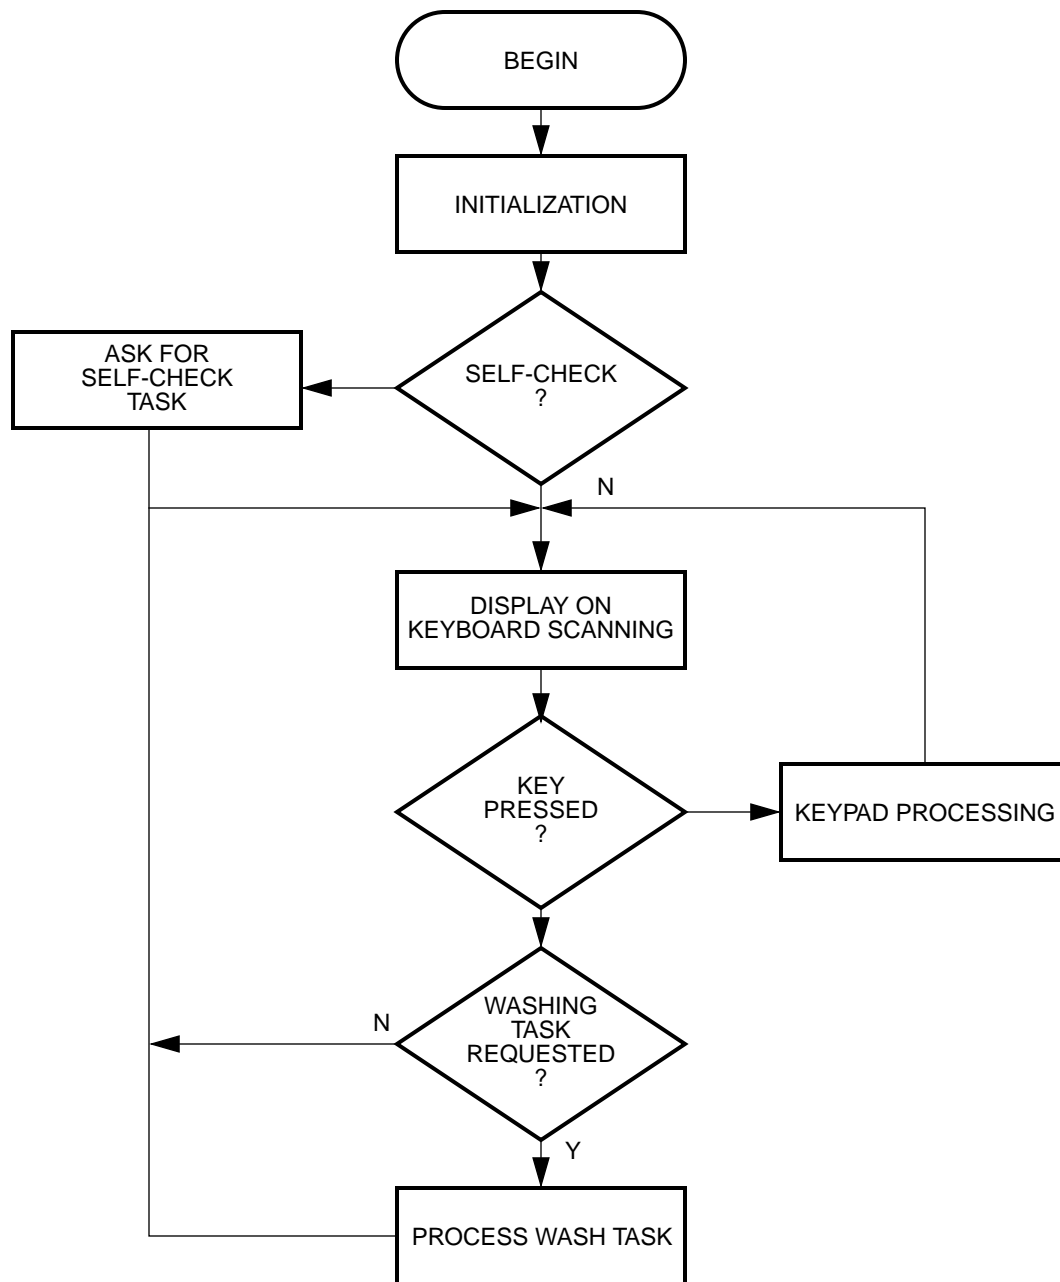 BEGIN
INITIALIZATION
ASK FOR
SELF-CHECK
TASK
SELF-CHECK
?
N
DISPLAY ON
KEYBOARD SCANNING
KEY
PRESSED
?
KEYPAD PROCESSING
N
WASHING
TASK
REQUESTED
?
Y
PROCESS WASH TASK